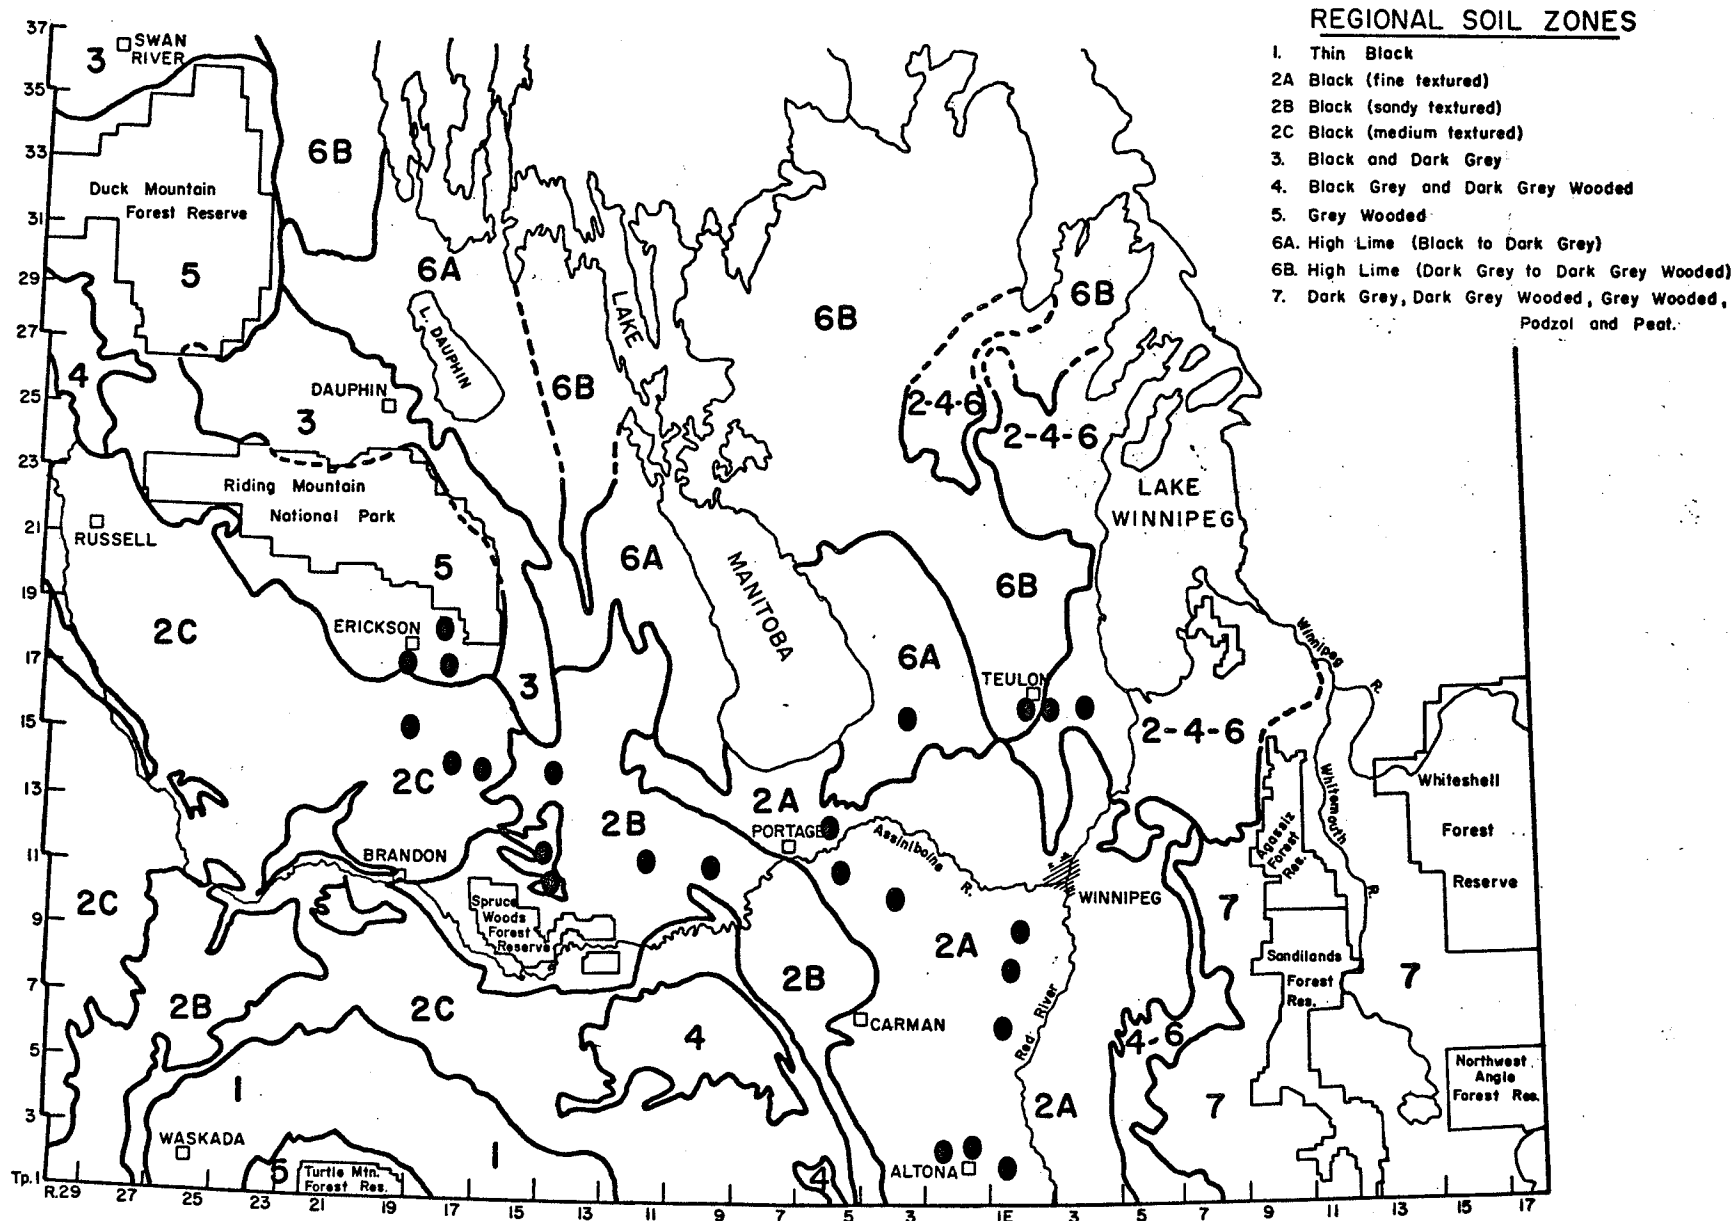 REGIONAL SOIL ZONES
1. Thin Black
2A Black (fine textured)
2B Black (sandy textured)
2C Black (medium textured)
3. Black and Dark Grey
4. Black Grey and Dark Grey Wooded
5. Grey Wooded
6A. High Lime (Black to Dark Grey)
6B. High Lime (Dark Grey to Dark Grey Wooded)
7. Dark Grey, Dark Grey Wooded, Grey Wooded,
Podzol and Peat.
37
35
33
31
29
27
25
23
21
19
17
15
13
11
9
7
5
3
Tp. 1
3
SWAN
RIVER
6B
Duck Mountain
Forest Reserve
5
6A
L. DAUPHIN
LAKE
6B
6B
6B
4
DAUPHIN
3
2-4-6
2-4-6
Riding Mountain
National Park
RUSSELL
5
LAKE
WINNIPEG
6A
MANITOBA
6B
2C
ERICKSON
3
6A
TEULON
Winnipeg
R.
2-4-6
2C
2B
2A
PORTAGE
Assiniboine
R.
Whitemouth
R.
Whiteshell
Forest
Reserve
Agassiz
Forest
Res.
BRANDON
2C
WINNIPEG
Spruce
Woods
Forest
Reserve
2A
7
Sandilands
Forest
Res.
7
2B
2C
2B
CARMAN
Red River
4
4-6
Northwest
Angle
Forest Res.
1
2A
7
WASKADA
5
Turtle Mtn.
Forest Res.
1
4
ALTONA
R.29
27
25
23
21
19
17
15
13
11
9
7
5
3
1E
3
5
7
9
11
13
15
17